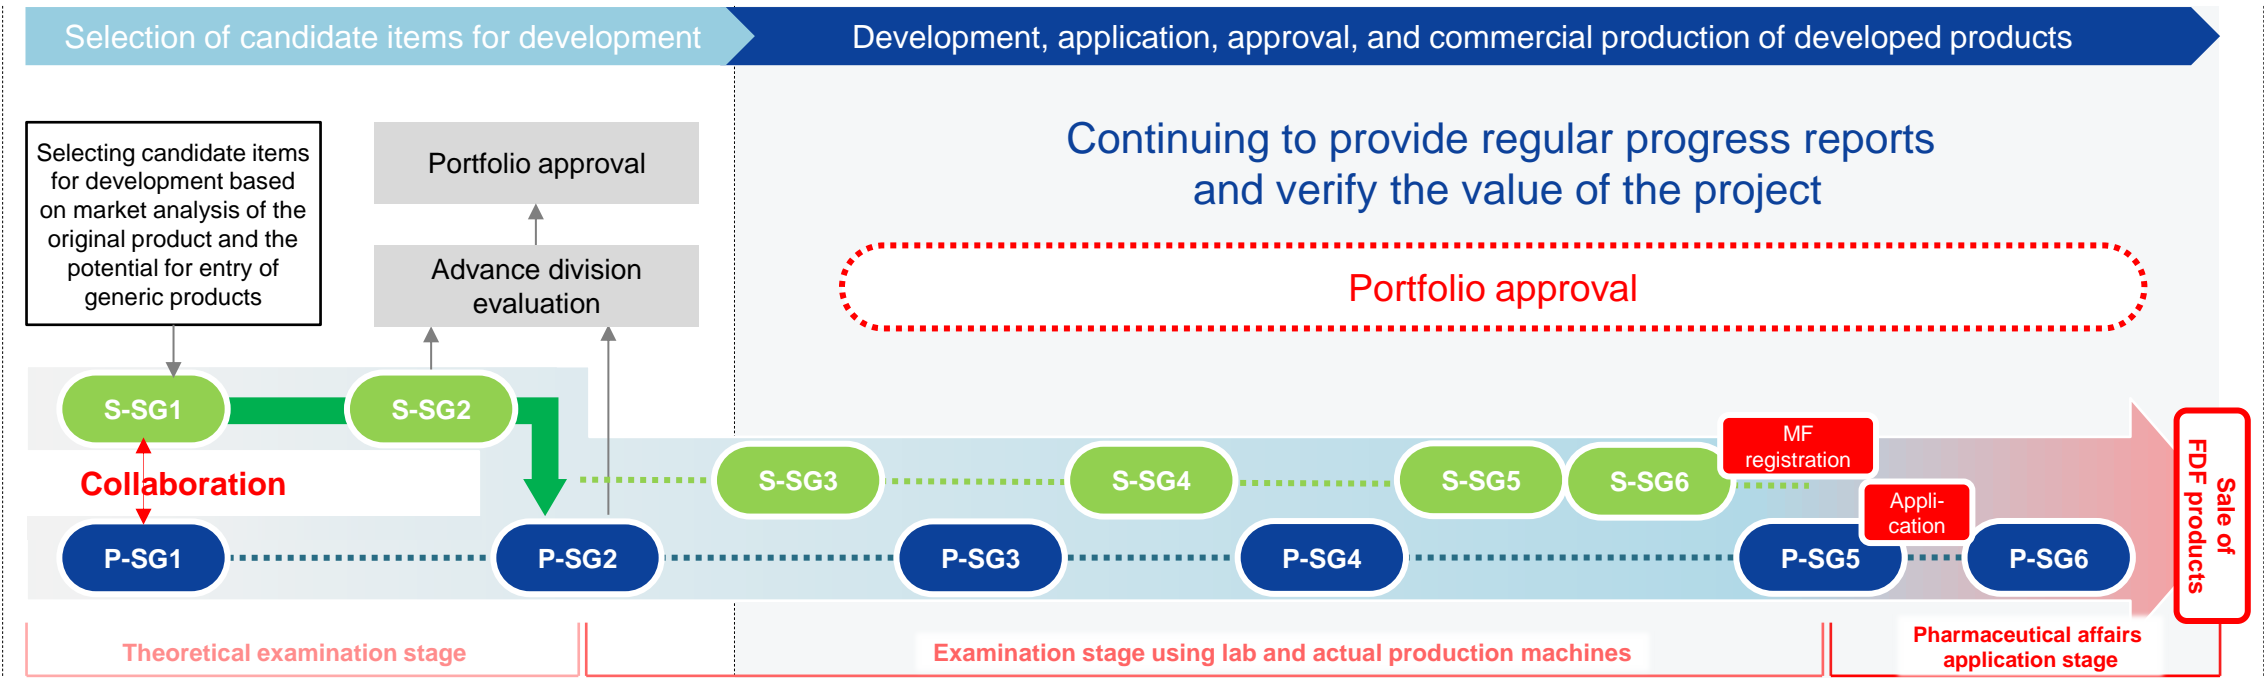 Selection of candidate items for development
Development, application, approval, and commercial production of developed products
Selecting candidate items
for development based
on market analysis of the
original product and the
potential for entry of
generic products
Portfolio approval
Advance division
evaluation
Continuing to provide regular progress reports
and verify the value of the project
Portfolio approval
S-SG1
S-SG2
Collaboration
S-SG3
S-SG4
S-SG5
S-SG6
MF
registration
Appli-
cation
P-SG1
P-SG2
P-SG3
P-SG4
P-SG5
P-SG6
Sale of
FDF products
Theoretical examination stage
Examination stage using lab and actual production machines
Pharmaceutical affairs
application stage